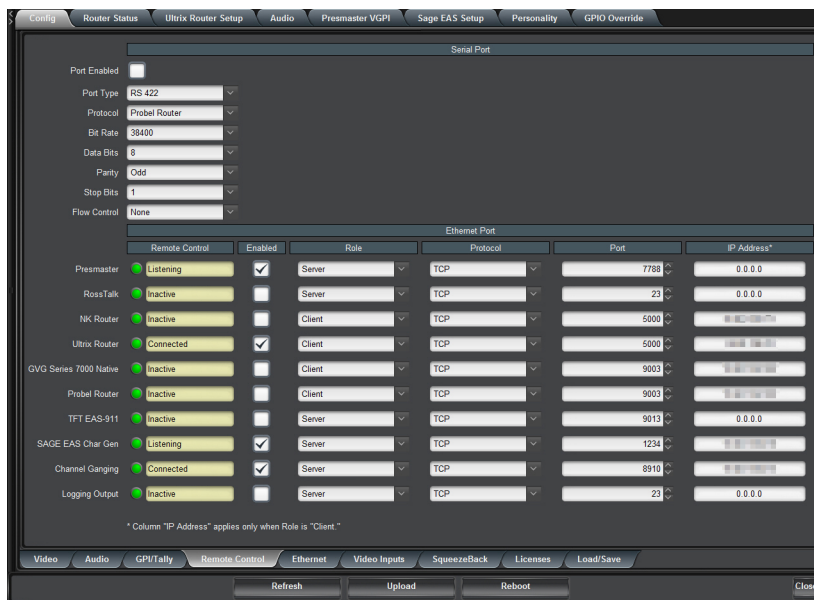 Config Router Status Ultrix Router Setup Audio Presmaster VGPI Sage EAS Setup Personality GPIO Override
Serial Port
Port Enabled
Port Type RS 422
Protocol Probel Router
Bit Rate 38400
Data Bits 8
Parity Odd
Stop Bits 1
Flow Control None
Ethernet Port
Remote Control Enabled Role Protocol Port IP Address*
Presmaster Listening Server TCP 7788 0.0.0.0
RossTalk Inactive Server TCP 23 0.0.0.0
NK Router Inactive Client TCP 5000
Ultrix Router Connected Client TCP 5000
GVG Series 7000 Native Inactive Client TCP 9003
Probel Router Inactive Client TCP 9003
TFT EAS-911 Inactive Server TCP 9013 0.0.0.0
SAGE EAS Char Gen Listening Server TCP 1234
Channel Ganging Connected Server TCP 8910
Logging Output Inactive Server TCP 23 0.0.0.0
* Column "IP Address" applies only when Role is "Client."
Video Audio GPI/Tally Remote Control Ethernet Video Inputs SqueezeBack Licenses Load/Save
Refresh Upload Reboot Close